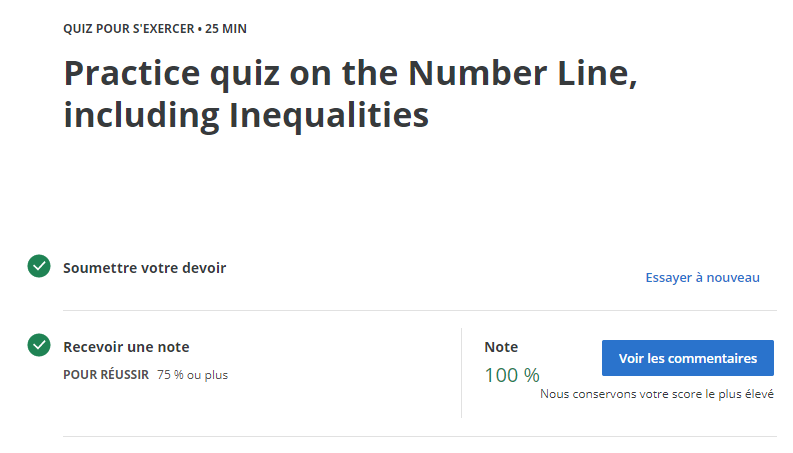 QUIZ POUR S'EXERCER • 25 MIN
Practice quiz on the Number Line,
including Inequalities
Soumettre votre devoir
Essayer à nouveau
Recevoir une note
POUR RÉUSSIR 75 % ou plus
Note
100 %
Voir les commentaires
Nous conservons votre score le plus élevé